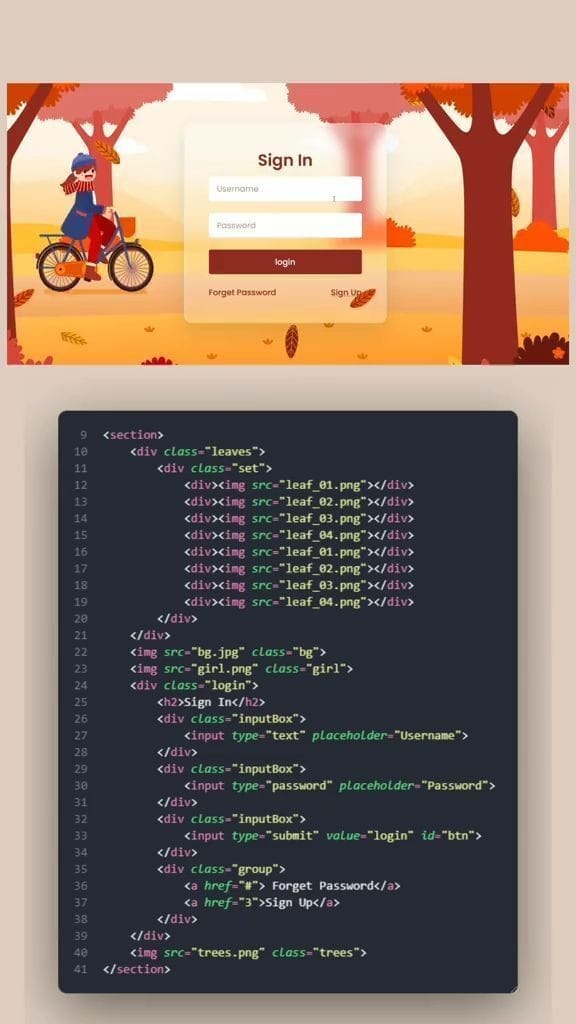 Sign In
Username
Password
login
Forget Password Sign Up
9 <section>
10 <div class="leaves">
11 <div class="set">
12 <div><img src="leaf_01.png"></div>
13 <div><img src="leaf_02.png"></div>
14 <div><img src="leaf_03.png"></div>
15 <div><img src="leaf_04.png"></div>
16 <div><img src="leaf_01.png"></div>
17 <div><img src="leaf_02.png"></div>
18 <div><img src="leaf_03.png"></div>
19 <div><img src="leaf_04.png"></div>
20 </div>
21 </div>
22 <img src="bg.jpg" class="bg">
23 <img src="girl.png" class="girl">
24 <div class="login">
25 <h2>Sign In</h2>
26 <div class="inputBox">
27 <input type="text" placeholder="Username">
28 </div>
29 <div class="inputBox">
30 <input type="password" placeholder="Password">
31 </div>
32 <div class="inputBox">
33 <input type="submit" value="login" id="btn">
34 </div>
35 <div class="group">
36 <a href="#"> Forget Password</a>
37 <a href="3">Sign Up</a>
38 </div>
39 </div>
40 <img src="trees.png" class="trees">
41 </section>